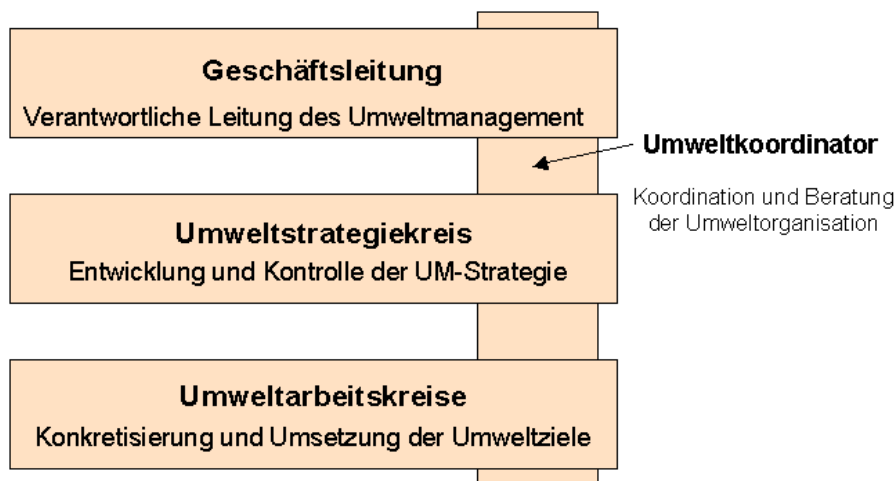 Geschäftsleitung
Verantwortliche Leitung des Umweltmanagement
Umweltkoordinator
Koordination und Beratung
der Umweltorganisation
Umweltstrategiekreis
Entwicklung und Kontrolle der UM-Strategie
Umweltarbeitskreise
Konkretisierung und Umsetzung der Umweltziele